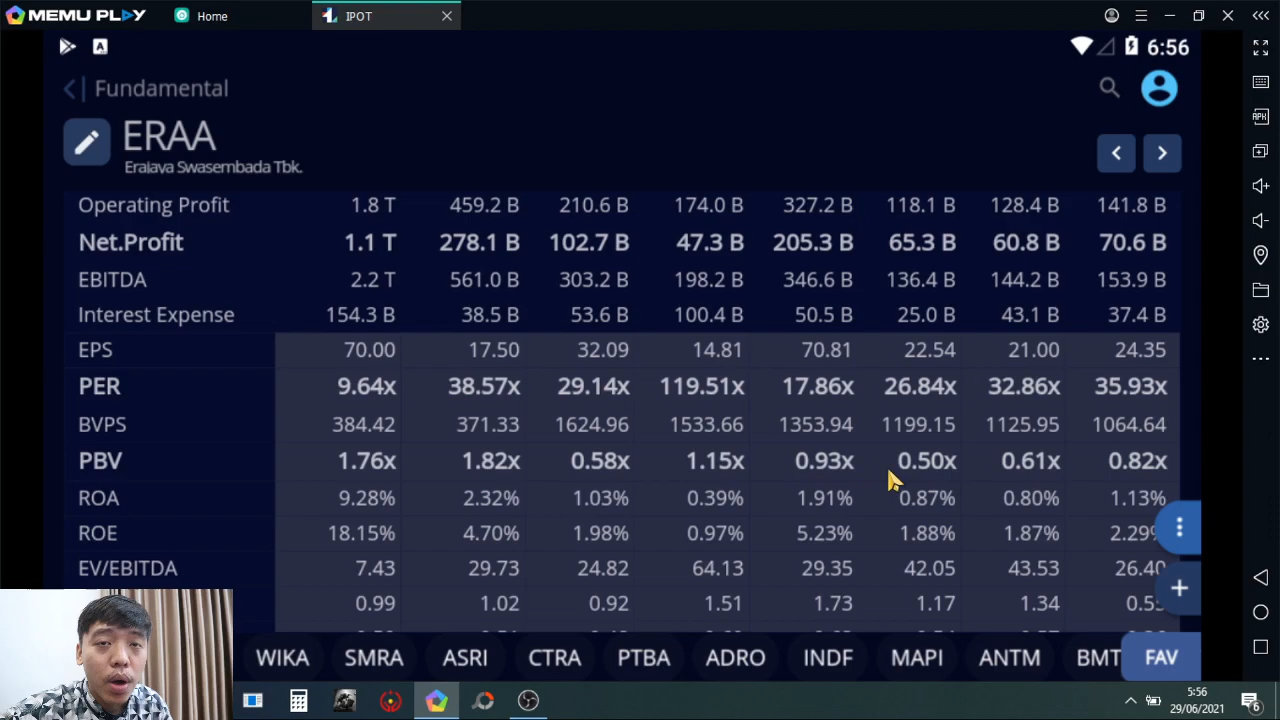 MEMU PLAY
Home
IPOT
6:56
Fundamental
ERAA
Erajaya Swasembada Tbk.
Operating Profit 1.8 T 459.2 B 210.6 B 174.0 B 327.2 B 118.1 B 128.4 B 141.8 B
Net.Profit 1.1 T 278.1 B 102.7 B 47.3 B 205.3 B 65.3 B 60.8 B 70.6 B
EBITDA 2.2 T 561.0 B 303.2 B 198.2 B 346.6 B 136.4 B 144.2 B 153.9 B
Interest Expense 154.3 B 38.5 B 53.6 B 100.4 B 50.5 B 25.0 B 43.1 B 37.4 B
EPS 70.00 17.50 32.09 14.81 70.81 22.54 21.00 24.35
PER 9.64x 38.57x 29.14x 119.51x 17.86x 26.84x 32.86x 35.93x
BVPS 384.42 371.33 1624.96 1533.66 1353.94 1199.15 1125.95 1064.64
PBV 1.76x 1.82x 0.58x 1.15x 0.93x 0.50x 0.61x 0.82x
ROA 9.28% 2.32% 1.03% 0.39% 1.91% 0.87% 0.80% 1.13%
ROE 18.15% 4.70% 1.98% 0.97% 5.23% 1.88% 1.87% 2.29%
EV/EBITDA 7.43 29.73 24.82 64.13 29.35 42.05 43.53 26.40
0.99 1.02 0.92 1.51 1.73 1.17 1.34
WIKA SMRA ASRI CTRA PTBA ADRO INDF MAPI ANTM BMT FAV
5:56
29/06/2021
6